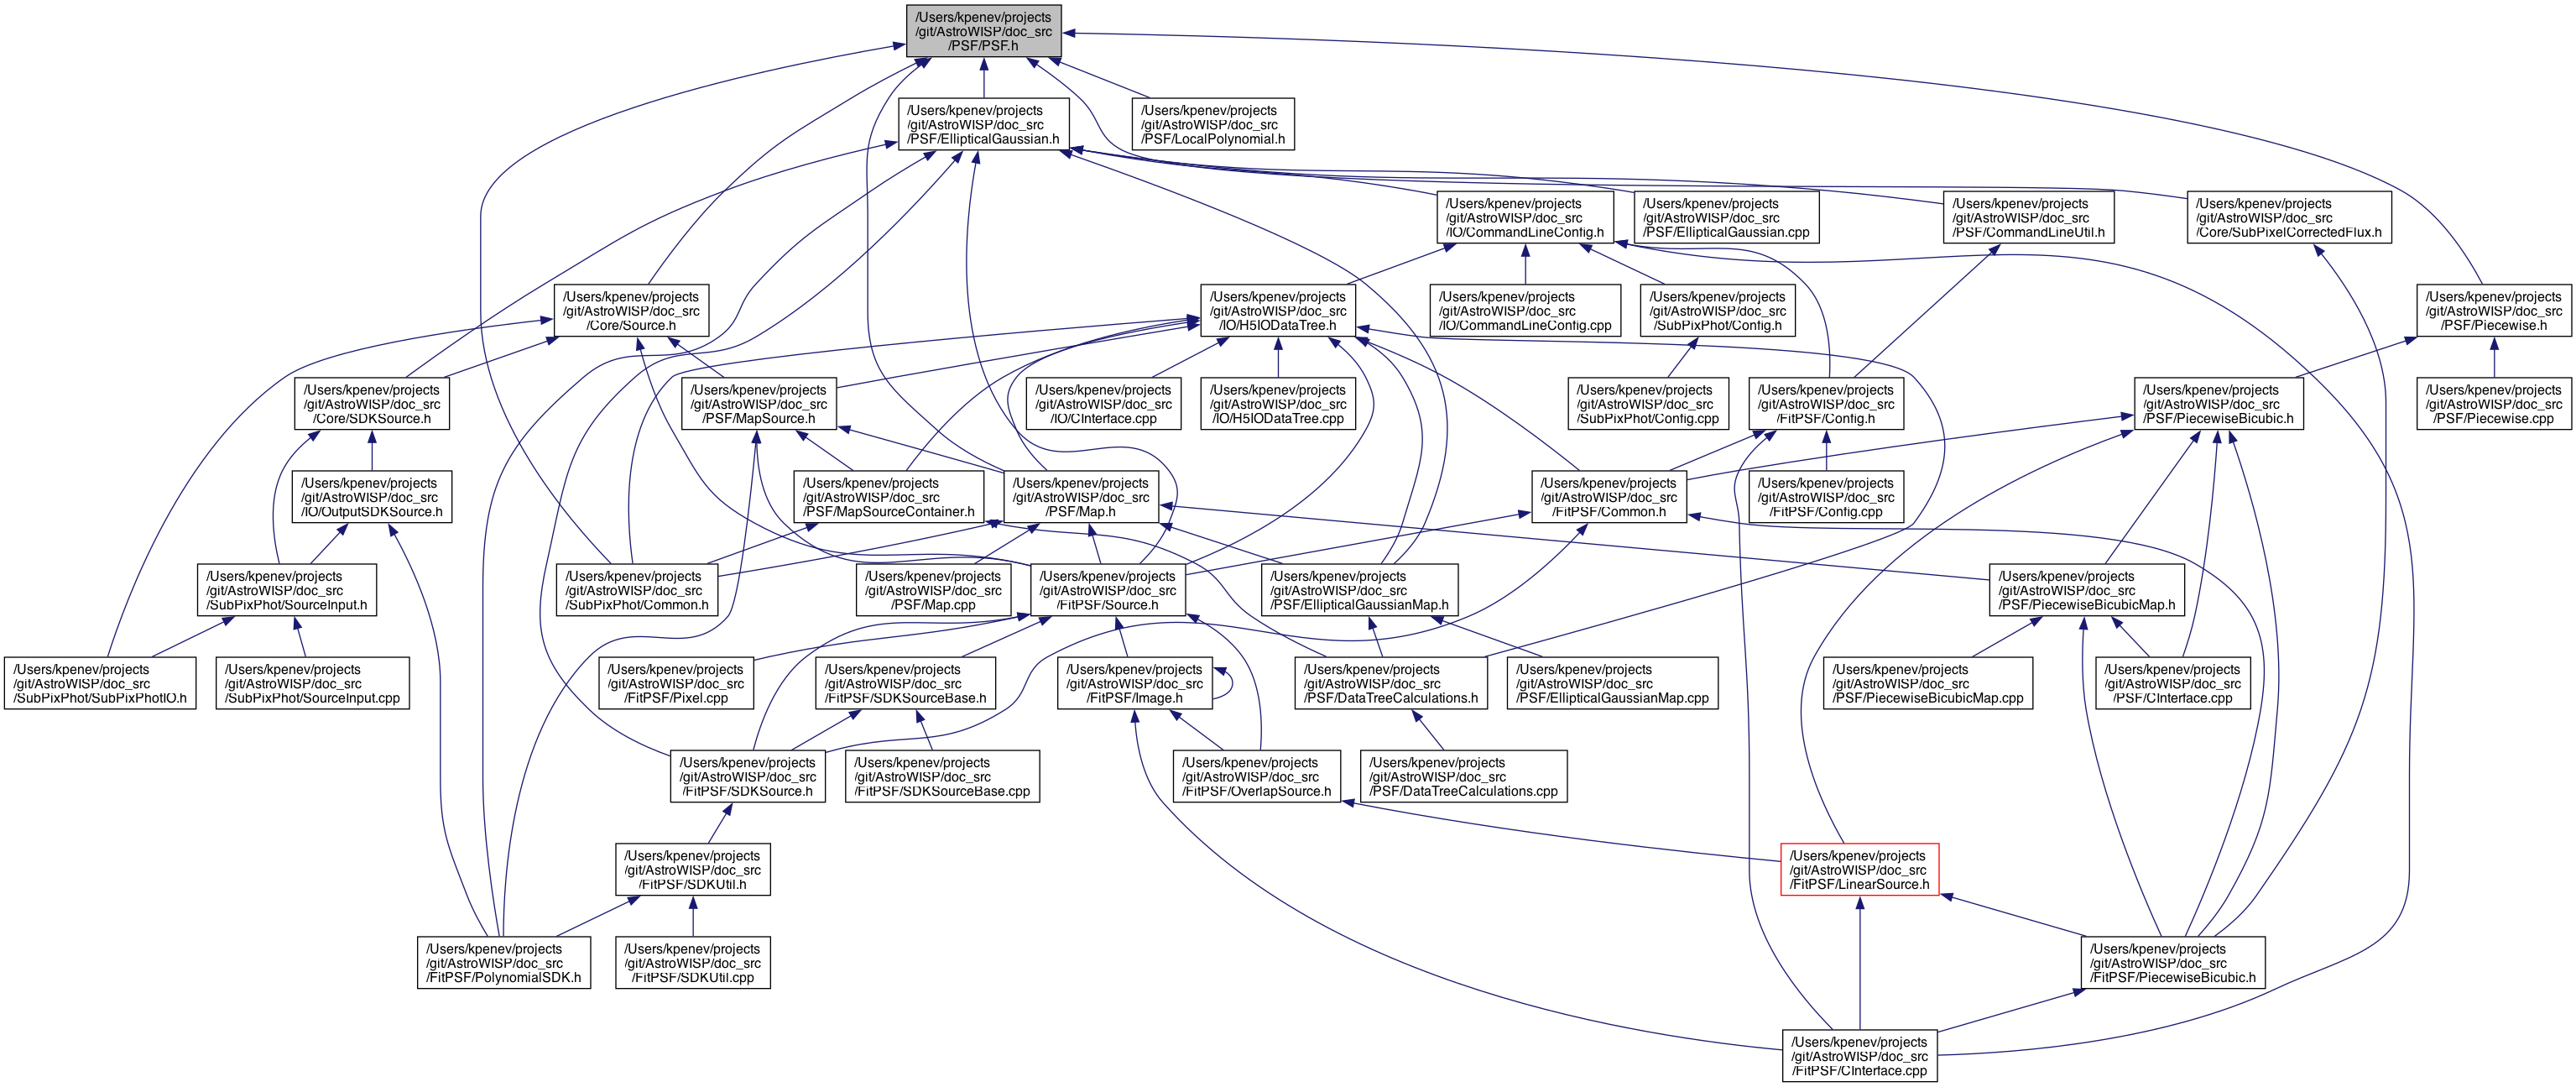 /Users/kpenev/projects
/git/AstroWISP/doc_src
/PSF/PSF.h
/Users/kpenev/projects
/git/AstroWISP/doc_src
/PSF/EllipticalGaussian.h
/Users/kpenev/projects
/git/AstroWISP/doc_src
/PSF/LocalPolynomial.h
/Users/kpenev/projects
/git/AstroWISP/doc_src
/IO/CommandLineConfig.h
/Users/kpenev/projects
/git/AstroWISP/doc_src
/PSF/EllipticalGaussian.cpp
/Users/kpenev/projects
/git/AstroWISP/doc_src
/PSF/CommandLineUtil.h
/Users/kpenev/projects
/git/AstroWISP/doc_src
/Core/SubPixelCorrectedFlux.h
/Users/kpenev/projects
/git/AstroWISP/doc_src
/Core/Source.h
/Users/kpenev/projects
/git/AstroWISP/doc_src
/IO/H5IODataTree.h
/Users/kpenev/projects
/git/AstroWISP/doc_src
/IO/CommandLineConfig.cpp
/Users/kpenev/projects
/git/AstroWISP/doc_src
/SubPixPhot/Config.h
/Users/kpenev/projects
/git/AstroWISP/doc_src
/PSF/Piecewise.h
/Users/kpenev/projects
/git/AstroWISP/doc_src
/Core/SDKSource.h
/Users/kpenev/projects
/git/AstroWISP/doc_src
/PSF/MapSource.h
/Users/kpenev/projects
/git/AstroWISP/doc_src
/IO/CInterface.cpp
/Users/kpenev/projects
/git/AstroWISP/doc_src
/IO/H5IODataTree.cpp
/Users/kpenev/projects
/git/AstroWISP/doc_src
/SubPixPhot/Config.cpp
/Users/kpenev/projects
/git/AstroWISP/doc_src
/FitPSF/Config.h
/Users/kpenev/projects
/git/AstroWISP/doc_src
/PSF/PiecewiseBicubic.h
/Users/kpenev/projects
/git/AstroWISP/doc_src
/PSF/Piecewise.cpp
/Users/kpenev/projects
/git/AstroWISP/doc_src
/IO/OutputSDKSource.h
/Users/kpenev/projects
/git/AstroWISP/doc_src
/PSF/MapSourceContainer.h
/Users/kpenev/projects
/git/AstroWISP/doc_src
/PSF/Map.h
/Users/kpenev/projects
/git/AstroWISP/doc_src
/FitPSF/Common.h
/Users/kpenev/projects
/git/AstroWISP/doc_src
/FitPSF/Config.cpp
/Users/kpenev/projects
/git/AstroWISP/doc_src
/SubPixPhot/SourceInput.h
/Users/kpenev/projects
/git/AstroWISP/doc_src
/SubPixPhot/Common.h
/Users/kpenev/projects
/git/AstroWISP/doc_src
/PSF/Map.cpp
/Users/kpenev/projects
/git/AstroWISP/doc_src
/FitPSF/Source.h
/Users/kpenev/projects
/git/AstroWISP/doc_src
/PSF/EllipticalGaussianMap.h
/Users/kpenev/projects
/git/AstroWISP/doc_src
/PSF/PiecewiseBicubicMap.h
/Users/kpenev/projects
/git/AstroWISP/doc_src
/SubPixPhot/SubPixPhotIO.h
/Users/kpenev/projects
/git/AstroWISP/doc_src
/SubPixPhot/SourceInput.cpp
/Users/kpenev/projects
/git/AstroWISP/doc_src
/FitPSF/Pixel.cpp
/Users/kpenev/projects
/git/AstroWISP/doc_src
/FitPSF/SDKSourceBase.h
/Users/kpenev/projects
/git/AstroWISP/doc_src
/FitPSF/Image.h
/Users/kpenev/projects
/git/AstroWISP/doc_src
/PSF/DataTreeCalculations.h
/Users/kpenev/projects
/git/AstroWISP/doc_src
/PSF/EllipticalGaussianMap.cpp
/Users/kpenev/projects
/git/AstroWISP/doc_src
/PSF/PiecewiseBicubicMap.cpp
/Users/kpenev/projects
/git/AstroWISP/doc_src
/PSF/CInterface.cpp
/Users/kpenev/projects
/git/AstroWISP/doc_src
/FitPSF/SDKSource.h
/Users/kpenev/projects
/git/AstroWISP/doc_src
/FitPSF/SDKSourceBase.cpp
/Users/kpenev/projects
/git/AstroWISP/doc_src
/FitPSF/OverlapSource.h
/Users/kpenev/projects
/git/AstroWISP/doc_src
/PSF/DataTreeCalculations.cpp
/Users/kpenev/projects
/git/AstroWISP/doc_src
/FitPSF/SDKUtil.h
/Users/kpenev/projects
/git/AstroWISP/doc_src
/FitPSF/LinearSource.h
/Users/kpenev/projects
/git/AstroWISP/doc_src
/FitPSF/PolynomialSDK.h
/Users/kpenev/projects
/git/AstroWISP/doc_src
/FitPSF/SDKUtil.cpp
/Users/kpenev/projects
/git/AstroWISP/doc_src
/FitPSF/PiecewiseBicubic.h
/Users/kpenev/projects
/git/AstroWISP/doc_src
/FitPSF/CInterface.cpp